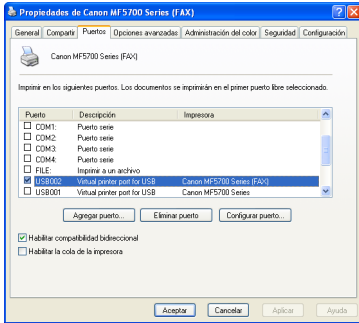 Propiedades de Canon MF5700 Series (FAX)
General Compartir Puertos Opciones avanzadas Administración del color Seguridad Configuración
Canon MF5700 Series (FAX)
Imprimir en los siguientes puertos. Los documentos se imprimirán en el primer puerto libre seleccionado.
Puerto Descripción Impresora
COM1: Puerto serie
COM2: Puerto serie
COM3: Puerto serie
COM4: Puerto serie
FILE: Imprimir a un archivo
USB002 Virtual printer port for USB Canon MF5700 Series (FAX)
USB001 Virtual printer port for USB Canon MF5700 Series
Agregar puerto... Eliminar puerto Configurar puerto...
Habilitar compatibilidad bidireccional
Habilitar la cola de la impresora
Aceptar Cancelar Aplicar Ayuda